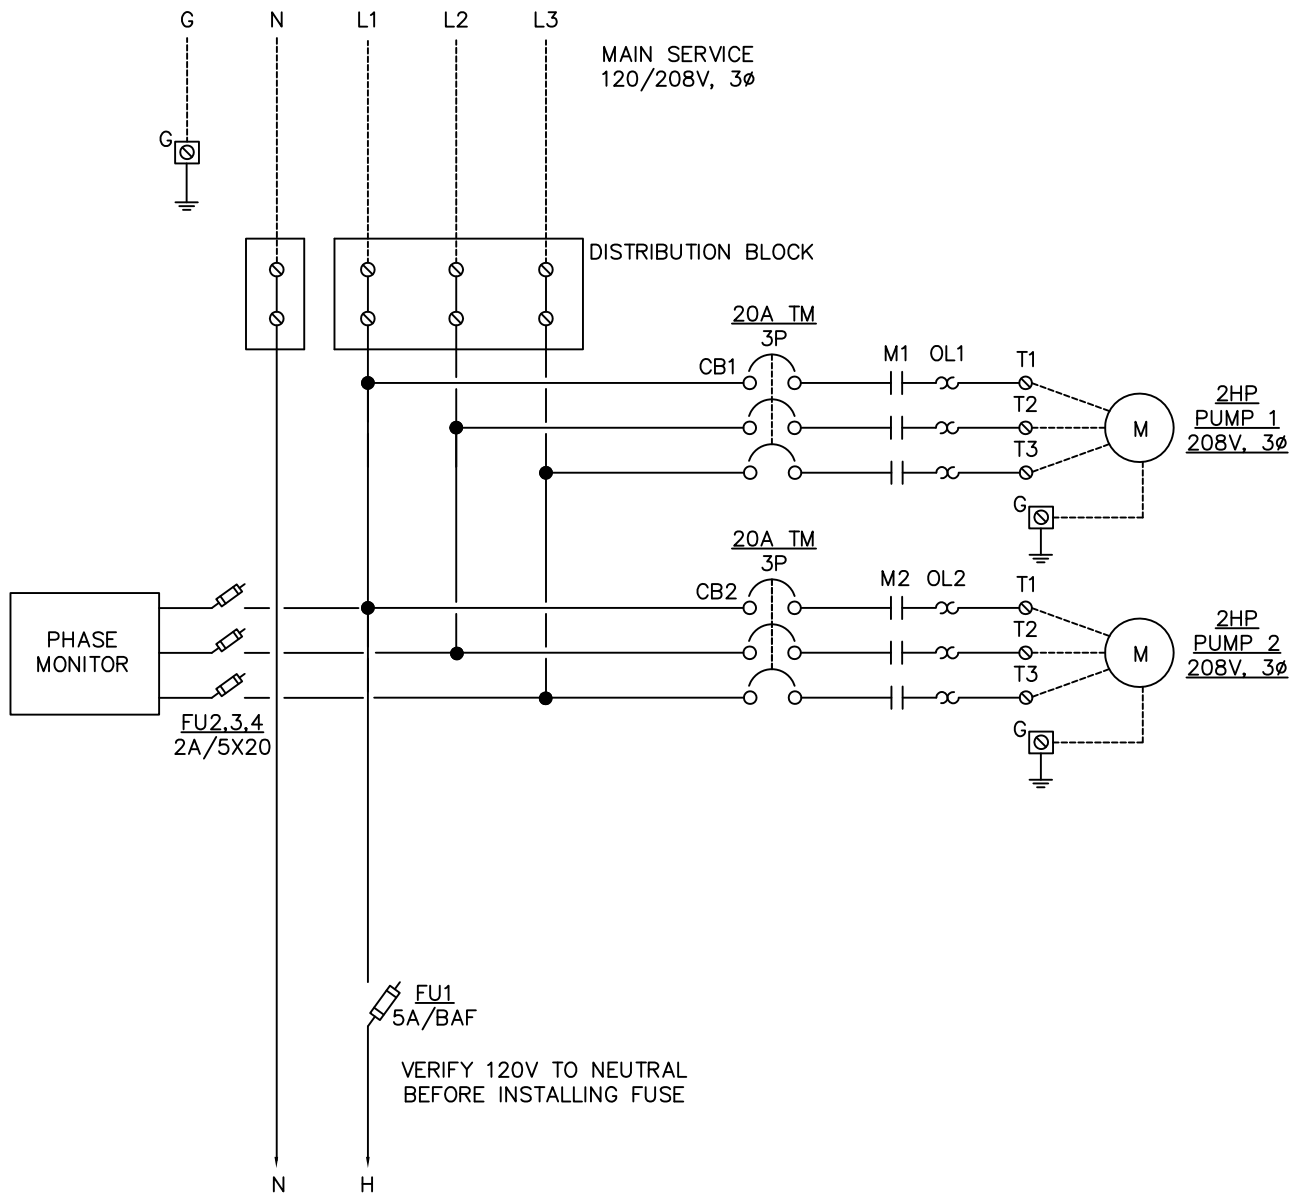 G N L1 L2 L3
MAIN SERVICE
120/208V, 3ø
G
DISTRIBUTION BLOCK
20A TM
3P
CB1
M1 OL1 T1
T2
T3
M
2HP
PUMP 1
208V, 3ø
G
20A TM
3P
CB2
M2 OL2 T1
T2
T3
M
2HP
PUMP 2
208V, 3ø
G
PHASE
MONITOR
FU2,3,4
2A/5X20
FU1
5A/BAF
VERIFY 120V TO NEUTRAL
BEFORE INSTALLING FUSE
N H